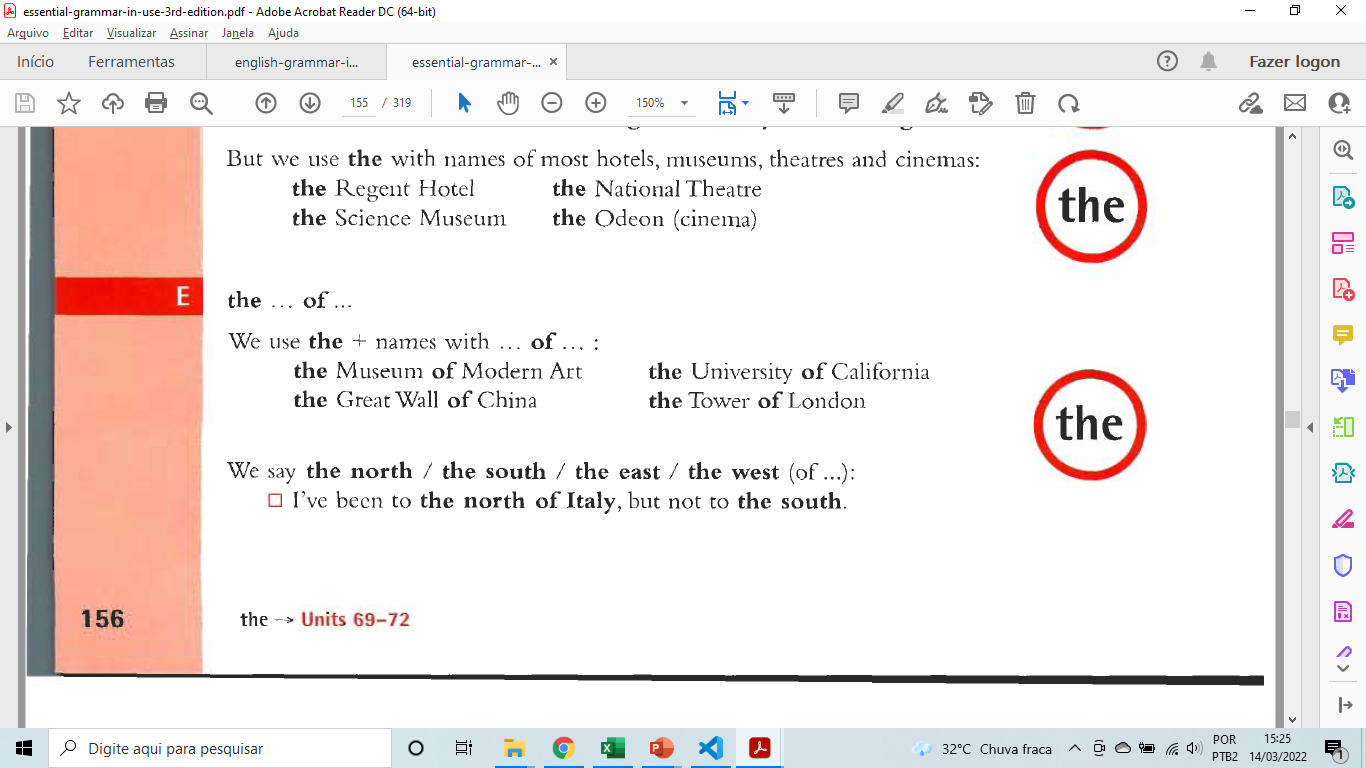 essential-grammar-in-use-3rd-edition.pdf - Adobe Acrobat Reader DC (64-bit)
Arquivo Editar Visualizar Assinar Janela Ajuda
Início Ferramentas english-grammar-i... essential-grammar-... Fazer logon
155 / 319 150%
But we use the with names of most hotels, museums, theatres and cinemas:
the Regent Hotel the National Theatre
the Science Museum the Odeon (cinema)
the
E the ... of ...
We use the + names with ... of ... :
the Museum of Modern Art the University of California
the Great Wall of China the Tower of London
the
We say the north / the south / the east / the west (of ...):
I've been to the north of Italy, but not to the south.
156 the → Units 69–72
Digite aqui para pesquisar
32°C Chuva fraca
POR
PTB2
15:25
14/03/2022
1